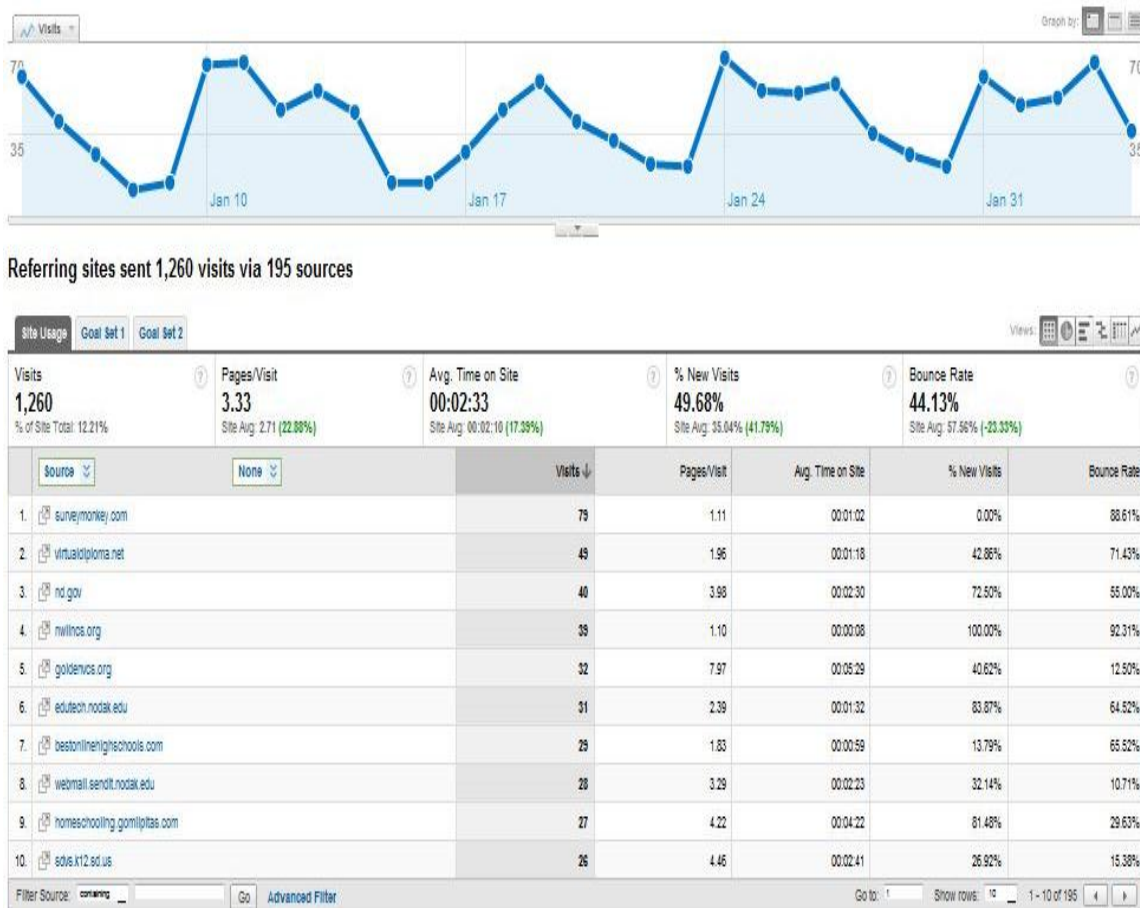 Visits
Graph by:
70 70
35 35
Jan 10 Jan 17 Jan 24 Jan 31
Referring sites sent 1,260 visits via 195 sources
Site Usage Goal Set 1 Goal Set 2
Views:
Visits ? Pages/Visit ? Avg. Time on Site ? % New Visits ? Bounce Rate ?
1,260 3.33 00:02:33 49.68% 44.13%
% of Site Total: 12.21% Site Avg: 2.71 (22.88%) Site Avg: 00:02:10 (17.39%) Site Avg: 35.04% (41.79%) Site Avg: 57.56% (-23.33%)
Source None Visits Pages/Visit Avg. Time on Site % New Visits Bounce Rate
1. surveymonkey.com 79 1.11 00:01:02 0.00% 88.61%
2. virtualdiploma.net 49 1.96 00:01:18 42.86% 71.43%
3. nd.gov 40 3.98 00:02:30 72.50% 55.00%
4. 39 1.10 00:00:08 100.00% 92.31%
5. goldenvcs.org 32 7.97 00:05:29 40.62% 12.50%
6. edutech.nodak.edu 31 2.39 00:01:32 83.87% 64.52%
7. bestonlinehighschools.com 29 1.83 00:00:59 13.79% 65.52%
8. webmail.sendit.nodak.edu 28 3.29 00:02:23 32.14% 10.71%
9. homeschooling.gomilpitas.com 27 4.22 00:04:22 81.48% 29.63%
10. sdvs.k12.sd.us 26 4.46 00:02:41 26.92% 15.38%
Filter Source: containing Go Advanced Filter Go to: 1 Show rows: 10 1 - 10 of 195